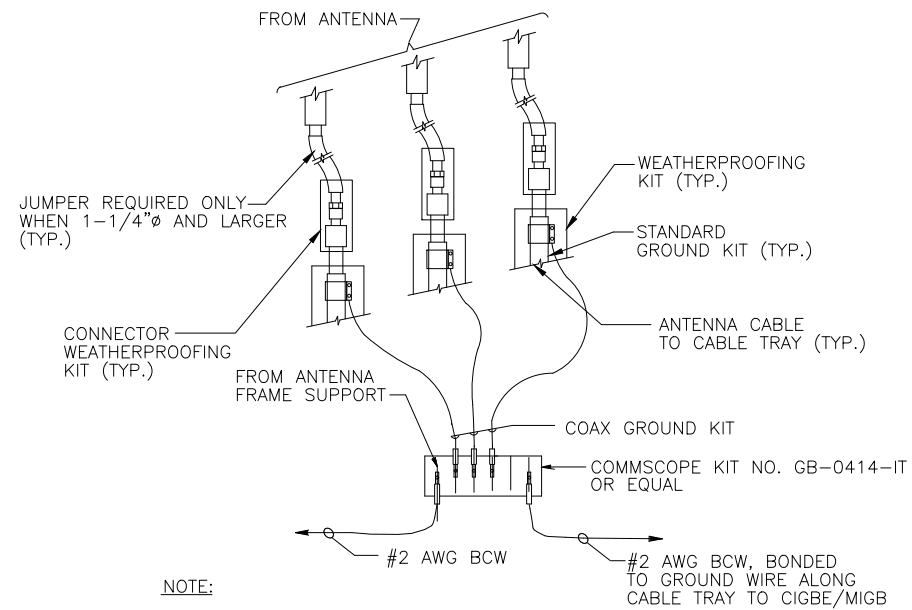 FROM ANTENNA
JUMPER REQUIRED ONLY
WHEN 1-1/4"ø AND LARGER
(TYP.)
WEATHERPROOFING
KIT (TYP.)
STANDARD
GROUND KIT (TYP.)
CONNECTOR
WEATHERPROOFING
KIT (TYP.)
ANTENNA CABLE
TO CABLE TRAY (TYP.)
FROM ANTENNA
FRAME SUPPORT
COAX GROUND KIT
COMMSCOPE KIT NO. GB-0414-IT
OR EQUAL
#2 AWG BCW
#2 AWG BCW, BONDED
TO GROUND WIRE ALONG
CABLE TRAY TO CIGBE/MIGB
NOTE: